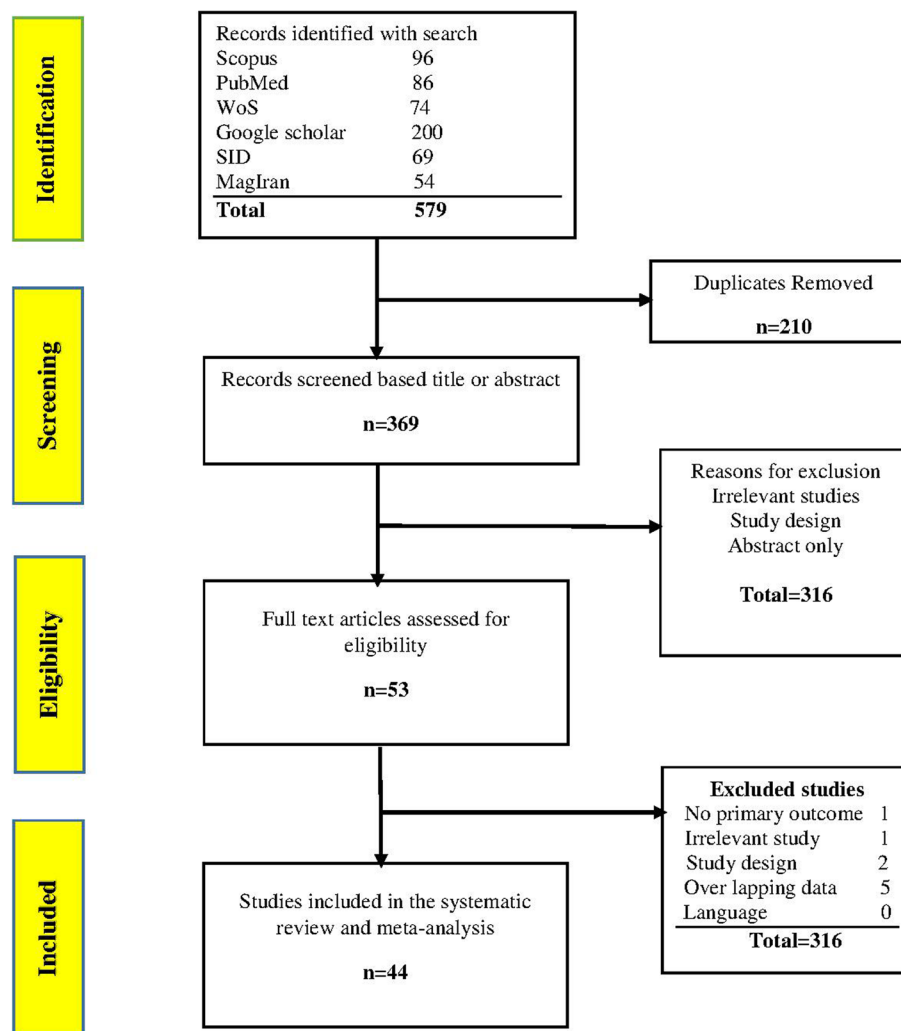 Identification
Records identified with search
Scopus 96
PubMed 86
WoS 74
Google scholar 200
SID 69
MagIran 54
Total 579
Duplicates Removed
n=210
Screening
Records screened based title or abstract
n=369
Reasons for exclusion
Irrelevant studies
Study design
Abstract only
Total=316
Eligibility
Full text articles assessed for
eligibility
n=53
Excluded studies
No primary outcome 1
Irrelevant study 1
Study design 2
Over lapping data 5
Language 0
Total=316
Included
Studies included in the systematic
review and meta-analysis
n=44